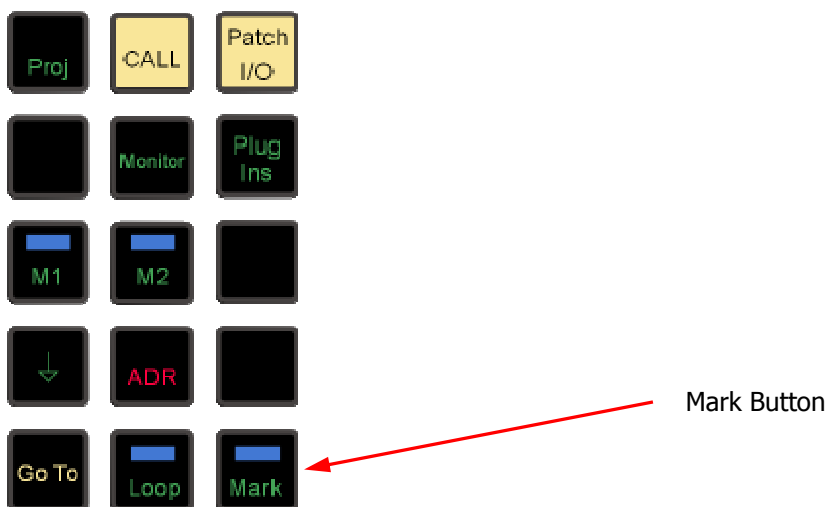 Proj
CALL
Patch
I/O
Monitor
Plug
Ins
M1
M2
ADR
Mark Button
Go To
Loop
Mark